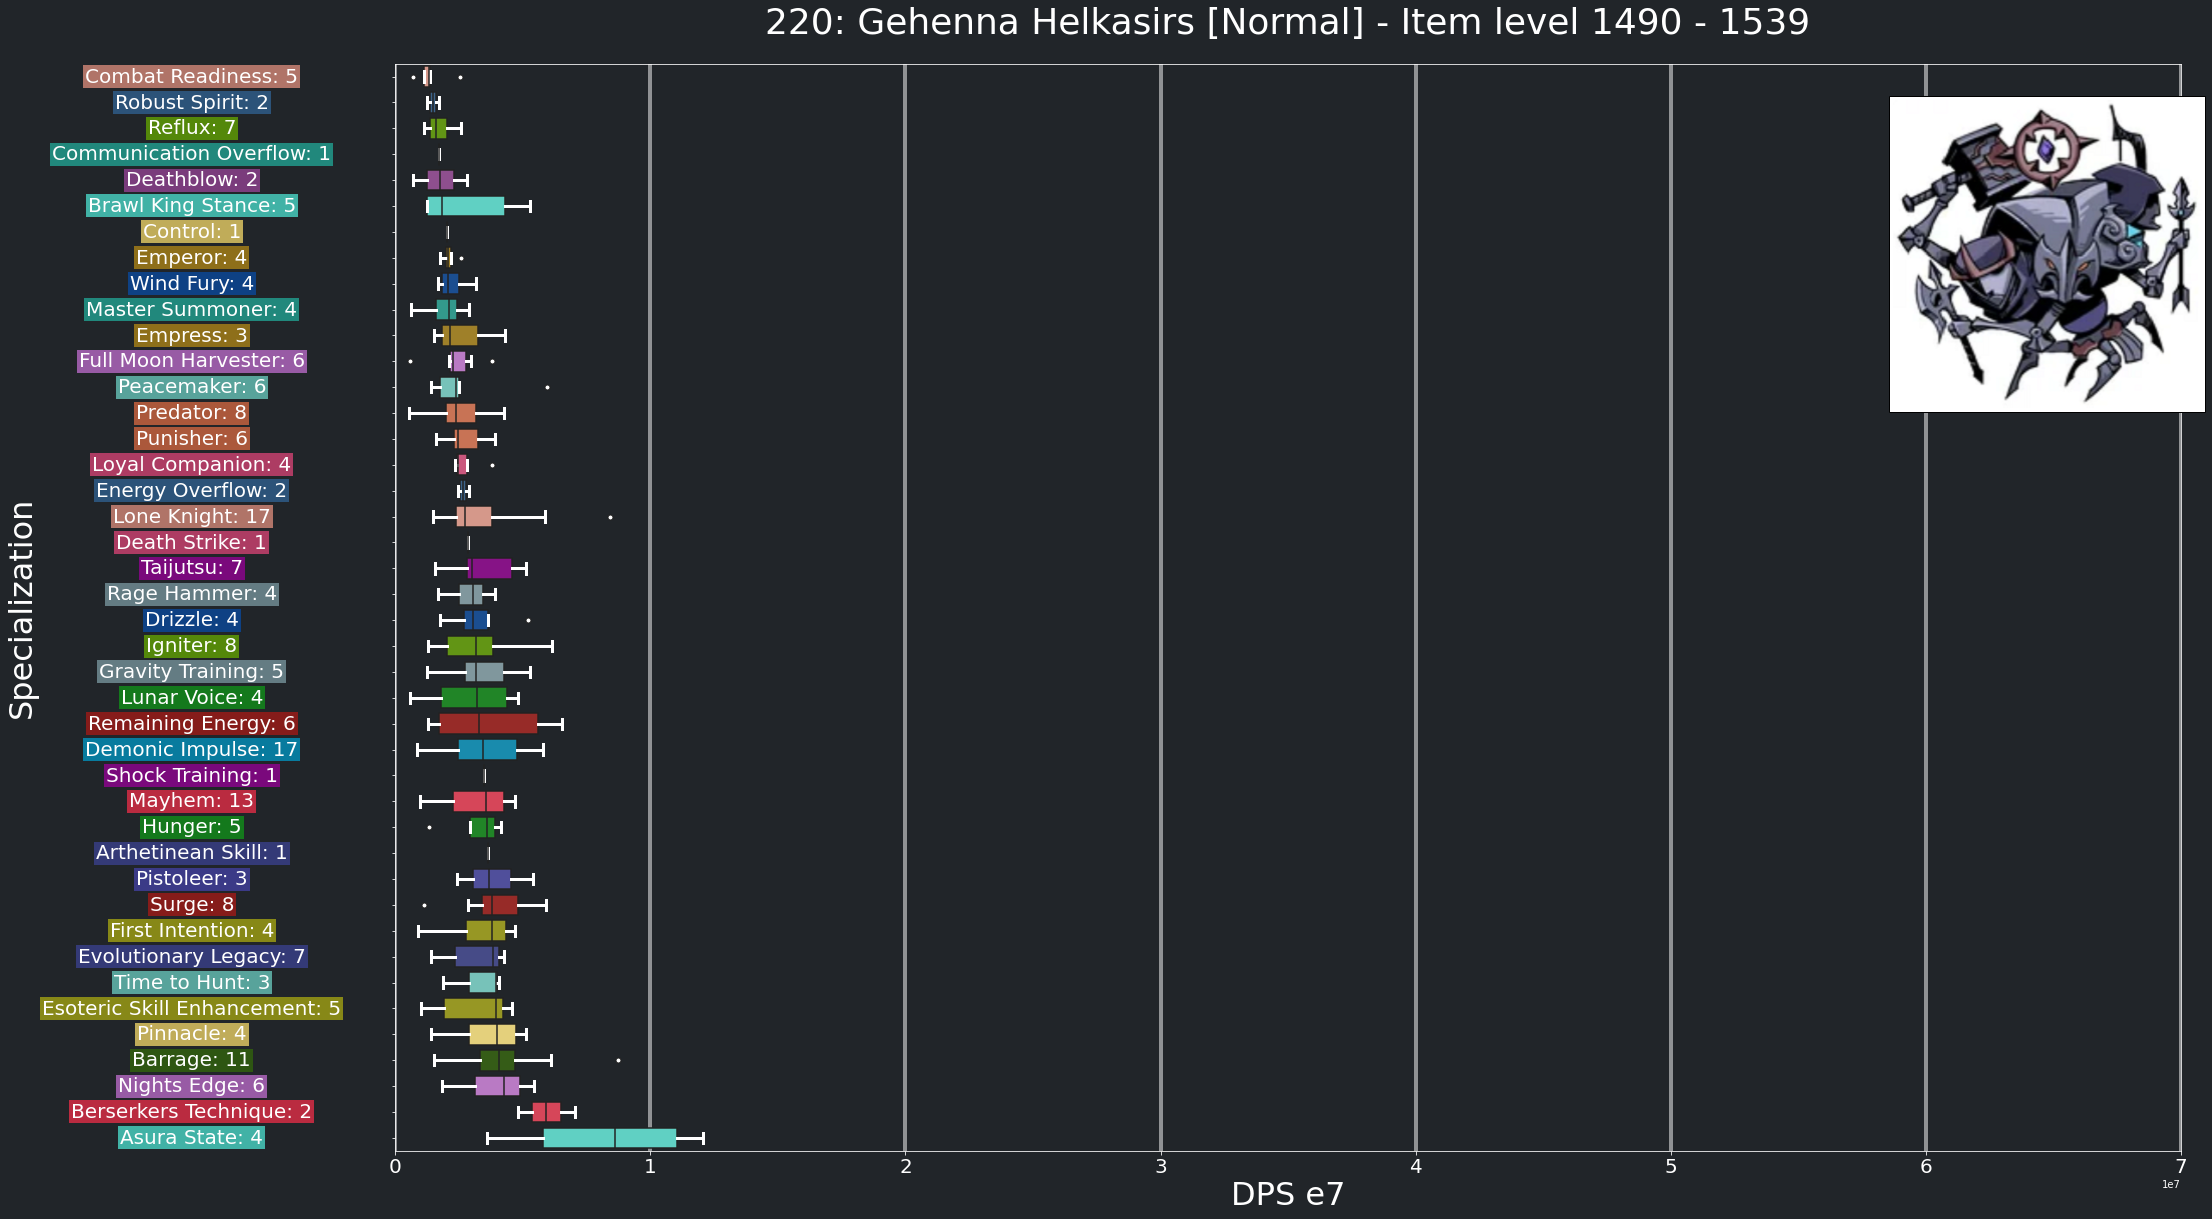 220: Gehenna Helkasirs [Normal] - Item level 1490 - 1539
Combat Readiness: 5
Robust Spirit: 2
Reflux: 7
Communication Overflow: 1
Deathblow: 2
Brawl King Stance: 5
Control: 1
Emperor: 4
Wind Fury: 4
Master Summoner: 4
Empress: 3
Full Moon Harvester: 6
Peacemaker: 6
Predator: 8
Punisher: 6
Loyal Companion: 4
Energy Overflow: 2
Lone Knight: 17
Death Strike: 1
Taijutsu: 7
Rage Hammer: 4
Drizzle: 4
Igniter: 8
Gravity Training: 5
Lunar Voice: 4
Remaining Energy: 6
Demonic Impulse: 17
Shock Training: 1
Mayhem: 13
Hunger: 5
Arthetinean Skill: 1
Pistoleer: 3
Surge: 8
First Intention: 4
Evolutionary Legacy: 7
Time to Hunt: 3
Esoteric Skill Enhancement: 5
Pinnacle: 4
Barrage: 11
Nights Edge: 6
Berserkers Technique: 2
Asura State: 4
Specialization
0 1 2 3 4 5 6 7
1e7
DPS e7